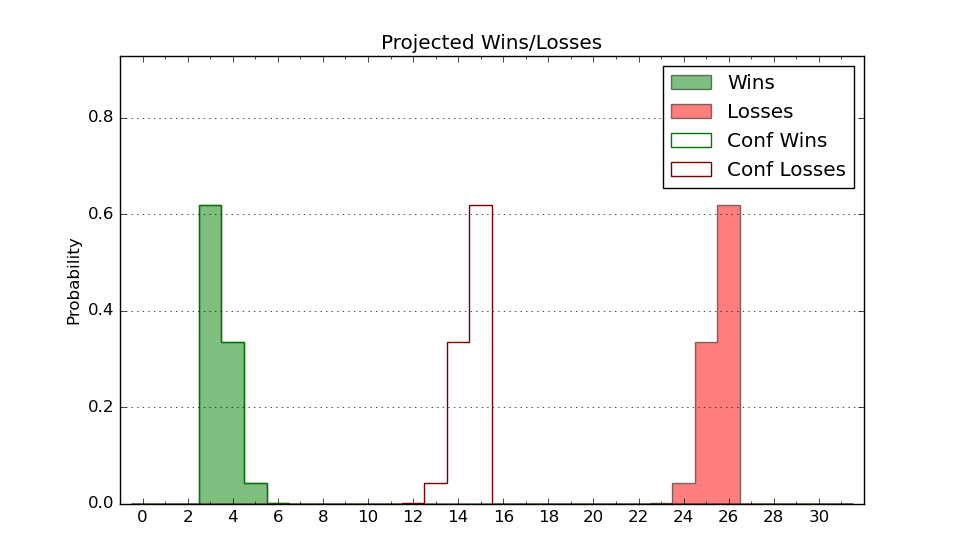 Projected Wins/Losses
Wins
Losses
Conf Wins
Conf Losses
Probability
0.8
0.6
0.4
0.2
0.0
0 2 4 6 8 10 12 14 16 18 20 22 24 26 28 30